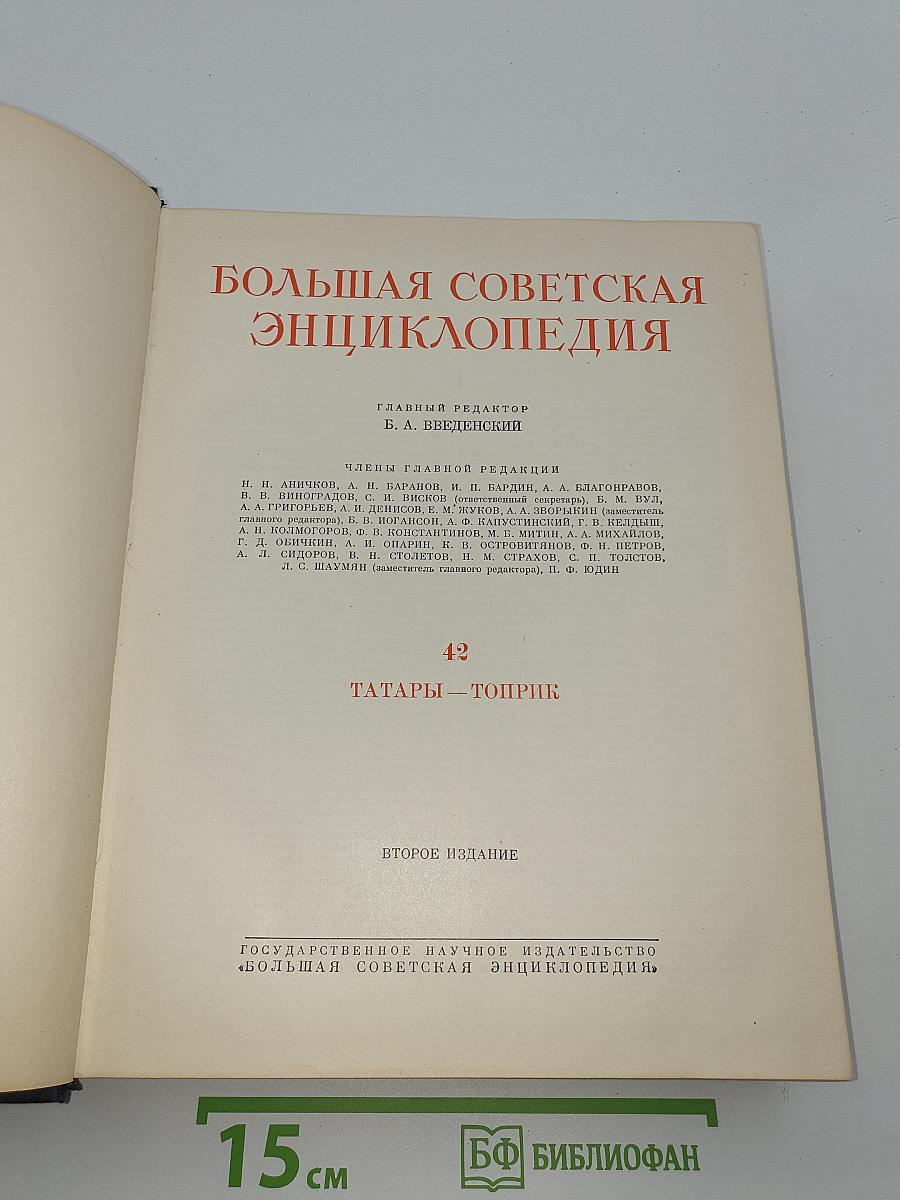 БОЛЬШАЯ СОВЕТСКАЯ
ЭНЦИКЛОПЕДИЯ
ГЛАВНЫЙ РЕДАКТОР
Б. А. ВВЕДЕНСКИЙ
ЧЛЕНЫ ГЛАВНОЙ РЕДАКЦИИ
Н. Н. АНИЧКОВ, А. Н. БАРАНОВ, И. П. БАРДИН, А. А. БЛАГОНРАВОВ,
В. В. ВИНОГРАДОВ, С. И. ВИСКОВ (ответственный секретарь), Б. М. ВУЛ,
А. А. ГРИГОРЬЕВ, А. И. ДЕНИСОВ, Е. М. ЖУКОВ, А. А. ЗВОРЫКИН (заместитель
главного редактора), Б. В. ИОГАНСОН, А. Ф. КАПУСТИНСКИЙ, Г. В. КЕЛДЫШ,
А. Н. КОЛМОГОРОВ, Ф. В. КОНСТАНТИНОВ, М. Б. МИТИН, А. А. МИХАЙЛОВ,
Г. Д. ОБИЧКИН, А. И. ОПАРИН, К. В. ОСТРОВИТЯНОВ, Ф. Н. ПЕТРОВ,
А. Л. СИДОРОВ, В. Н. СТОЛЕТОВ, Н. М. СТРАХОВ, С. П. ТОЛСТОВ,
Л. С. ШАУМЯН (заместитель главного редактора), П. Ф. ЮДИН
42
ТАТАРЫ — ТОПРИК
ВТОРОЕ ИЗДАНИЕ
ГОСУДАРСТВЕННОЕ НАУЧНОЕ ИЗДАТЕЛЬСТВО
«БОЛЬШАЯ СОВЕТСКАЯ ЭНЦИКЛОПЕДИЯ»
15 см
БФ БИБЛИОФАН